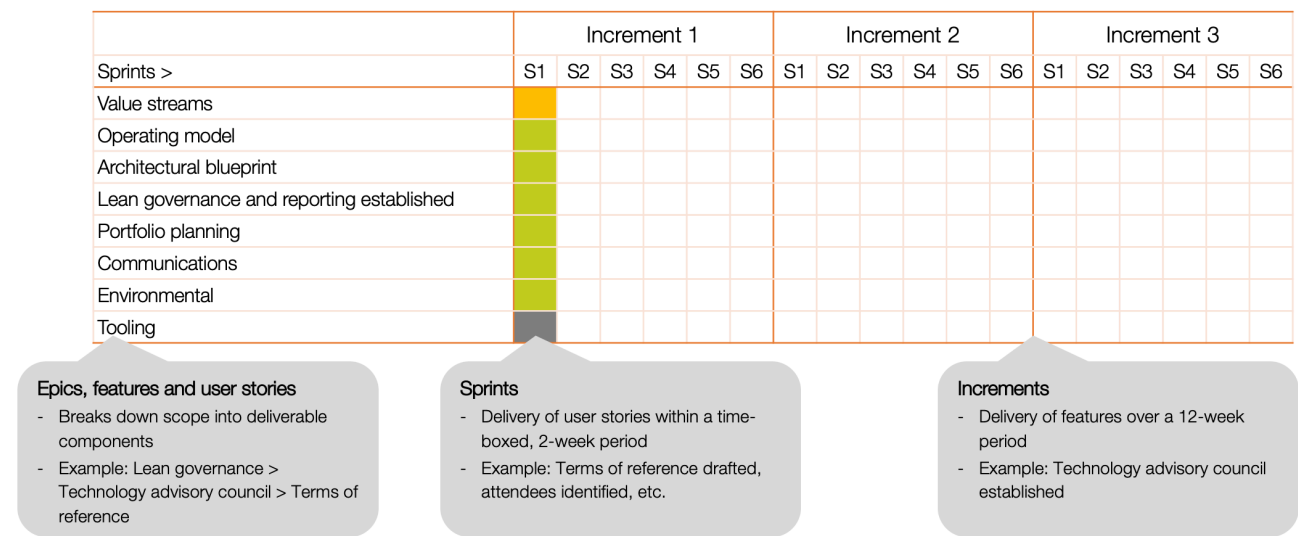 Increment 1 Increment 2 Increment 3
Sprints > S1 S2 S3 S4 S5 S6 S1 S2 S3 S4 S5 S6 S1 S2 S3 S4 S5 S6
Value streams
Operating model
Architectural blueprint
Lean governance and reporting established
Portfolio planning
Communications
Environmental
Tooling
Epics, features and user stories
- Breaks down scope into deliverable
components
- Example: Lean governance >
Technology advisory council > Terms of
reference
Sprints
- Delivery of user stories within a time-
boxed, 2-week period
- Example: Terms of reference drafted,
attendees identified, etc.
Increments
- Delivery of features over a 12-week
period
- Example: Technology advisory council
established